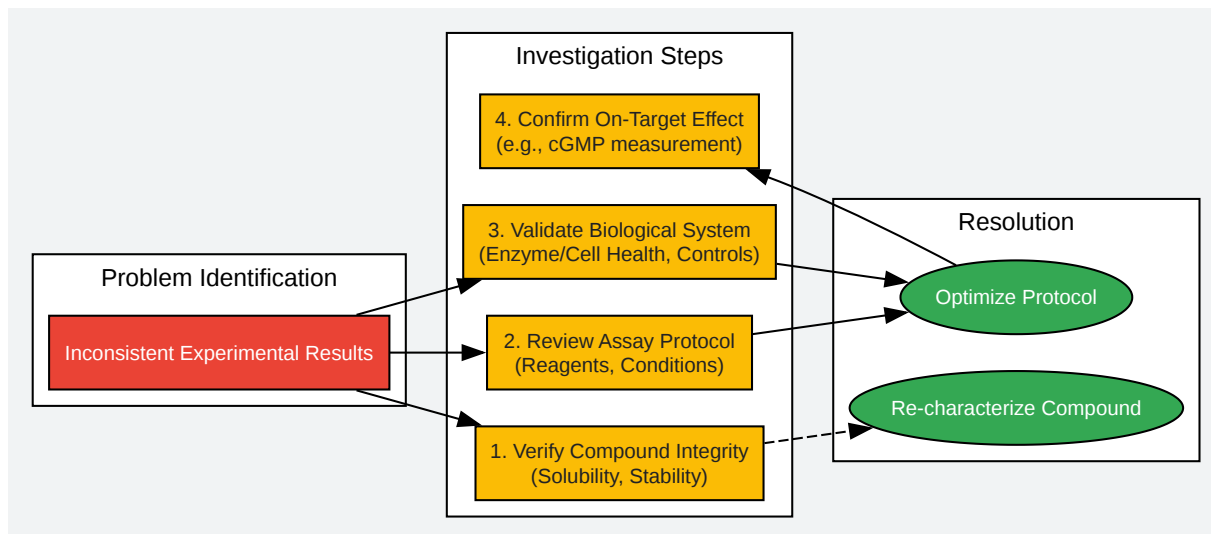 Problem Identification
Inconsistent Experimental Results
Investigation Steps
4. Confirm On-Target Effect
(e.g., cGMP measurement)
3. Validate Biological System
(Enzyme/Cell Health, Controls)
2. Review Assay Protocol
(Reagents, Conditions)
1. Verify Compound Integrity
(Solubility, Stability)
Resolution
Optimize Protocol
Re-characterize Compound